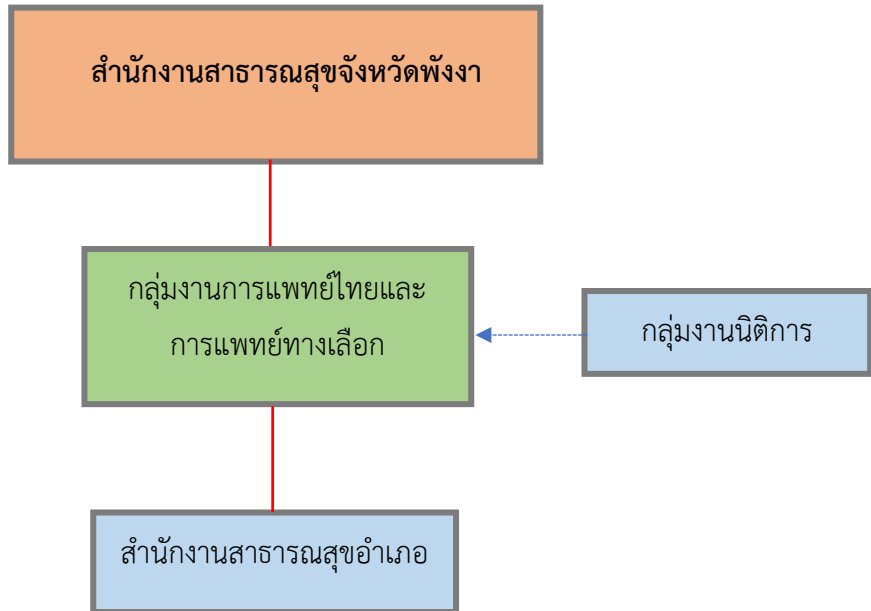 สำนักงานสาธารณสุขจังหวัดพังงา
กลุ่มงานการแพทย์ไทยและ
การแพทย์ทางเลือก
กลุ่มงานนิติการ
สำนักงานสาธารณสุขอำเภอ